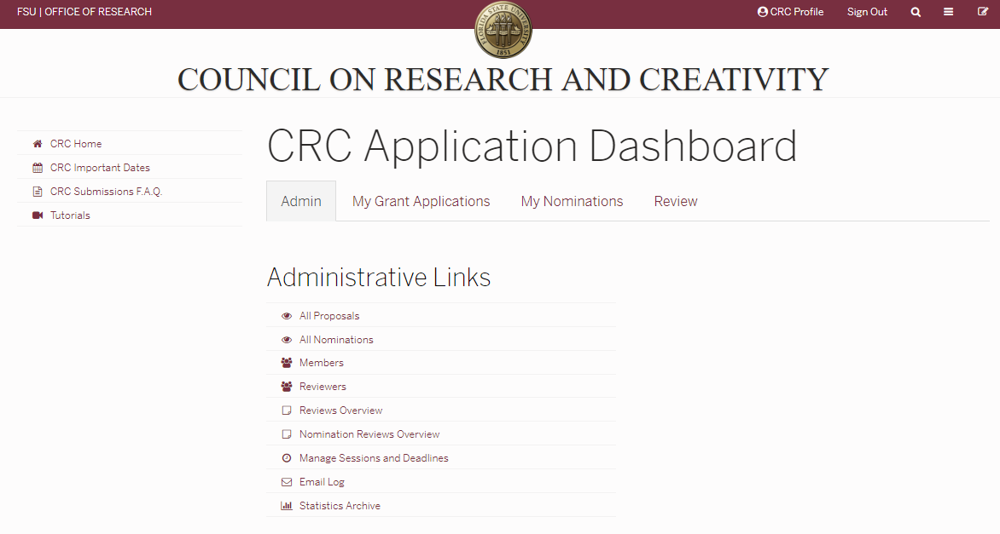 FSU | OFFICE OF RESEARCH
CRC Profile
Sign Out
FLORIDA STATE UNIVERSITY
1851
COUNCIL ON RESEARCH AND CREATIVITY
CRC Home
CRC Important Dates
CRC Submissions F.A.Q.
Tutorials
CRC Application Dashboard
Admin My Grant Applications My Nominations Review
Administrative Links
All Proposals
All Nominations
Members
Reviewers
Reviews Overview
Nomination Reviews Overview
Manage Sessions and Deadlines
Email Log
Statistics Archive